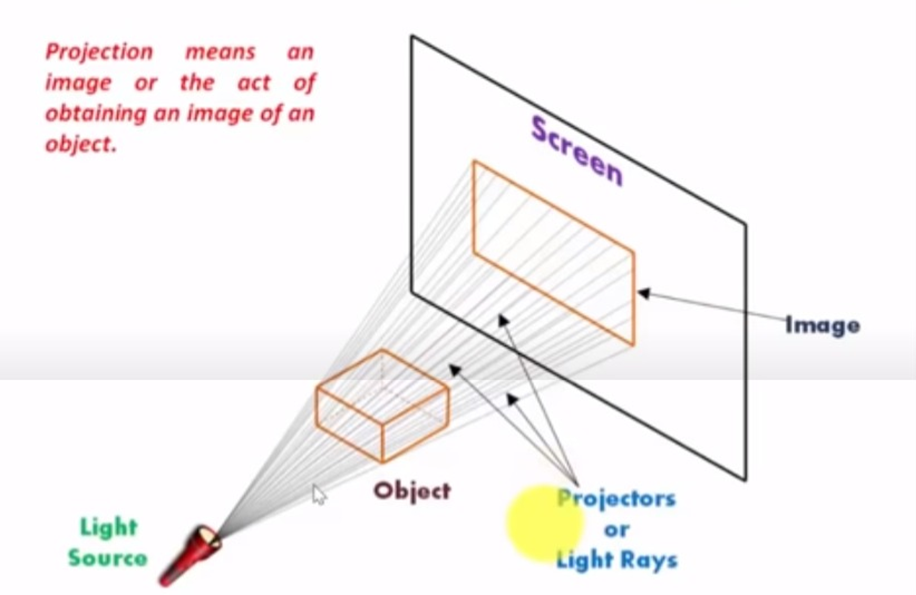 Projection means an
image or the act of
obtaining an image of an
object.
Screen
Image
Object
Projectors
or
Light Rays
Light
Source